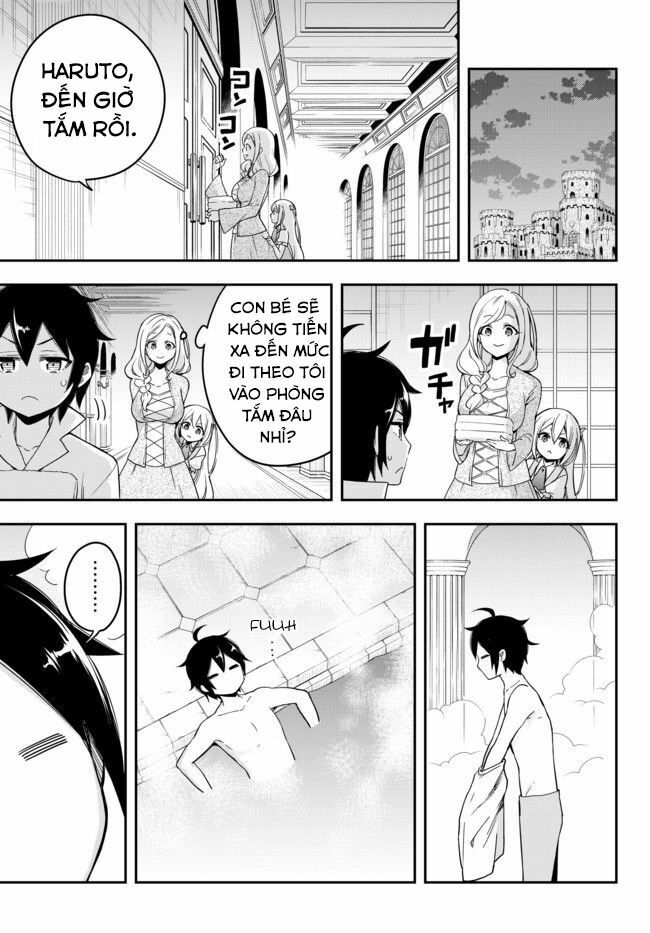 HARUTO,
ĐẾN GIỜ
TẮM RỒI.
コン
コン
ガチャ
CON BÉ SẼ
KHÔNG TIẾN
XA ĐẾN MỨC
ĐI THEO TÔI
VÀO PHÒNG
TẮM ĐÂU
NHỈ?
FUUH
...
.........